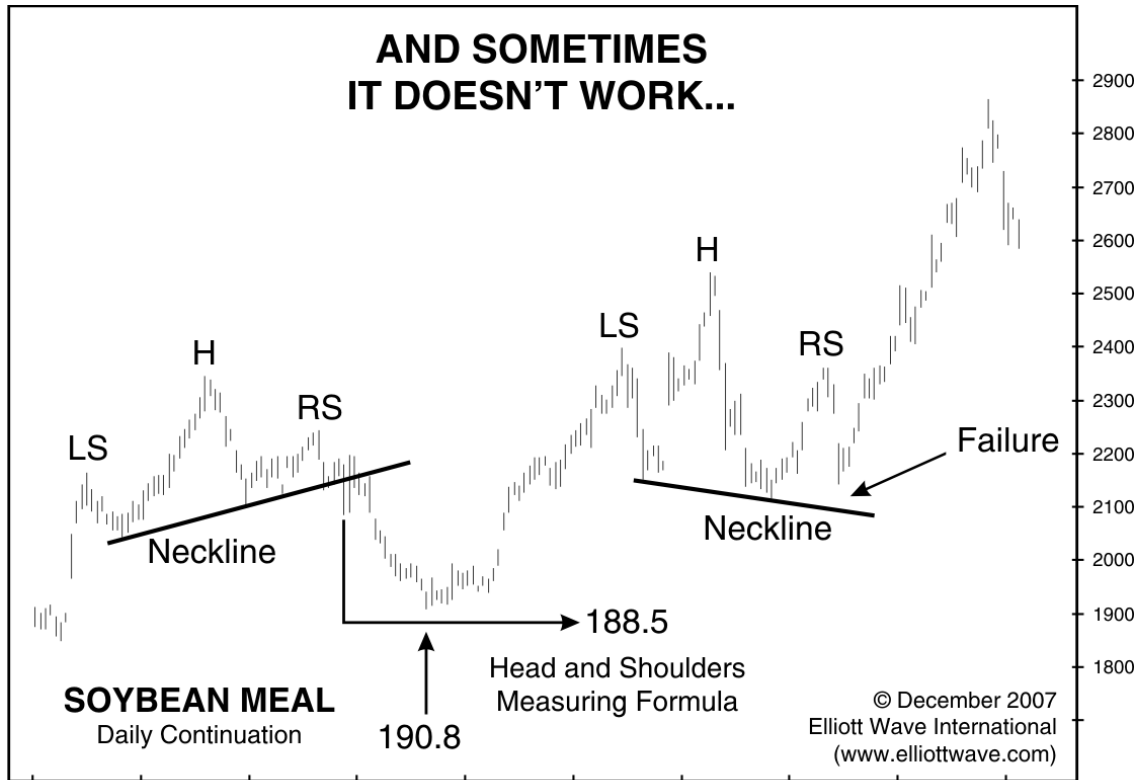 AND SOMETIMES
IT DOESN'T WORK...
2900
2800
2700
2600
2500
2400
2300
2200
2100
2000
1900
1800
LS
H
RS
Neckline
LS
H
RS
Failure
Neckline
188.5
Head and Shoulders
Measuring Formula
190.8
SOYBEAN MEAL
Daily Continuation
© December 2007
Elliott Wave International
(www.elliottwave.com)